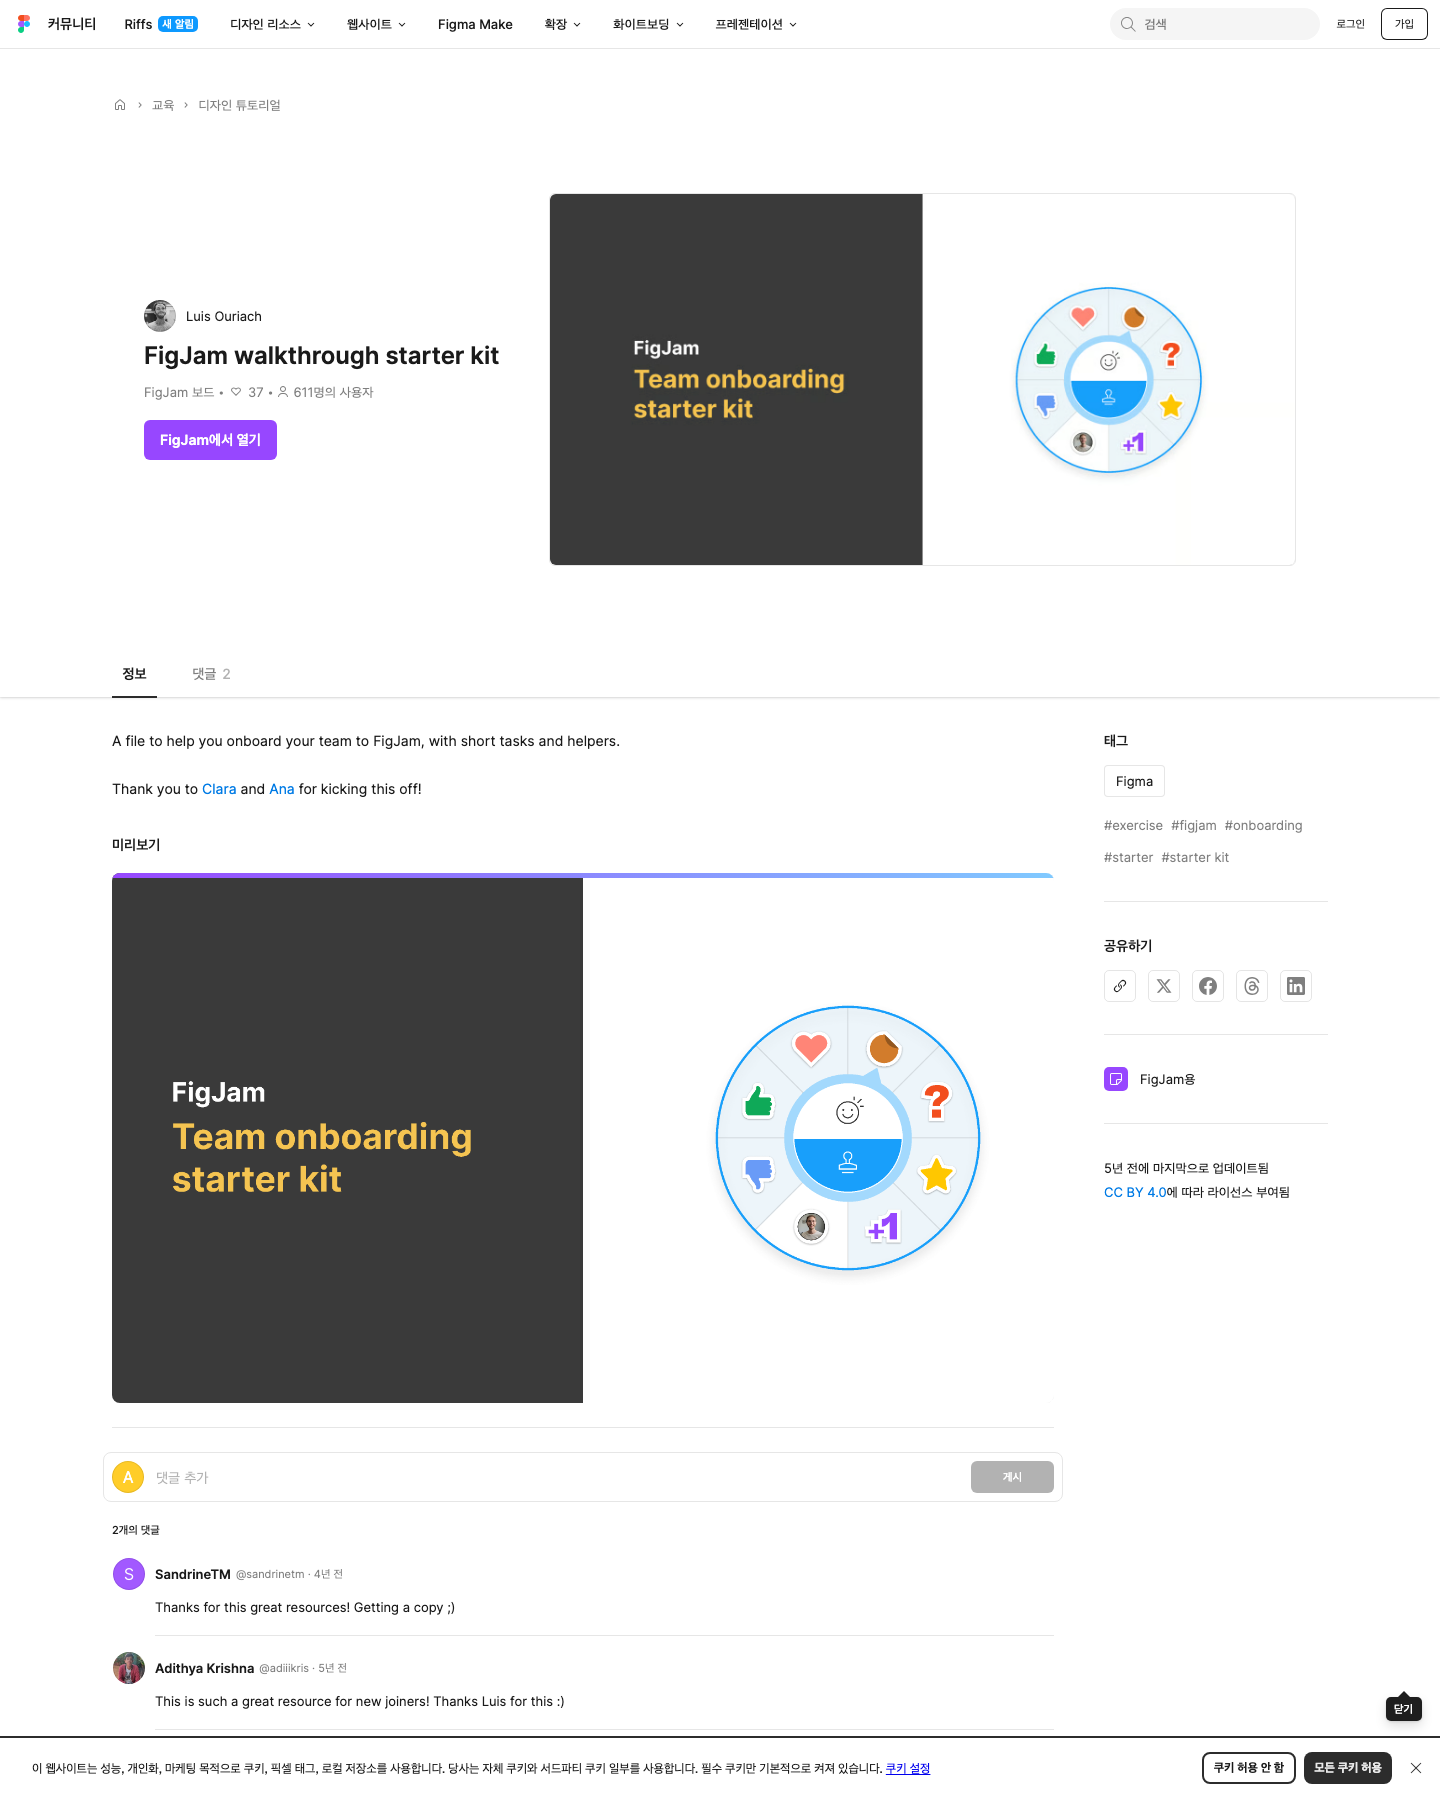 커뮤니티
Riffs 새 알림
디자인 리소스
웹사이트
Figma Make
확장
화이트보딩
프레젠테이션
검색
로그인
가입
교육
디자인 튜토리얼
Luis Ouriach
FigJam walkthrough starter kit
FigJam 보드 • 37 • 611명의 사용자
FigJam에서 열기
FigJam
Team onboarding
starter kit
?
+1
정보
댓글 2
A file to help you onboard your team to FigJam, with short tasks and helpers.
Thank you to Clara and Ana for kicking this off!
미리보기
FigJam
Team onboarding
starter kit
?
+1
태그
Figma
#exercise #figjam #onboarding
#starter #starter kit
공유하기
FigJam용
5년 전에 마지막으로 업데이트됨
CC BY 4.0에 따라 라이선스 부여됨
A
댓글 추가
게시
2개의 댓글
S
SandrineTM @sandrinetm · 4년 전
Thanks for this great resources! Getting a copy ;)
Adithya Krishna @adiiikris · 5년 전
This is such a great resource for new joiners! Thanks Luis for this :)
닫기
이 웹사이트는 성능, 개인화, 마케팅 목적으로 쿠키, 픽셀 태그, 로컬 저장소를 사용합니다. 당사는 자체 쿠키와 서드파티 쿠키 일부를 사용합니다. 필수 쿠키만 기본적으로 켜져 있습니다. 쿠키 설정
쿠키 허용 안 함
모든 쿠키 허용